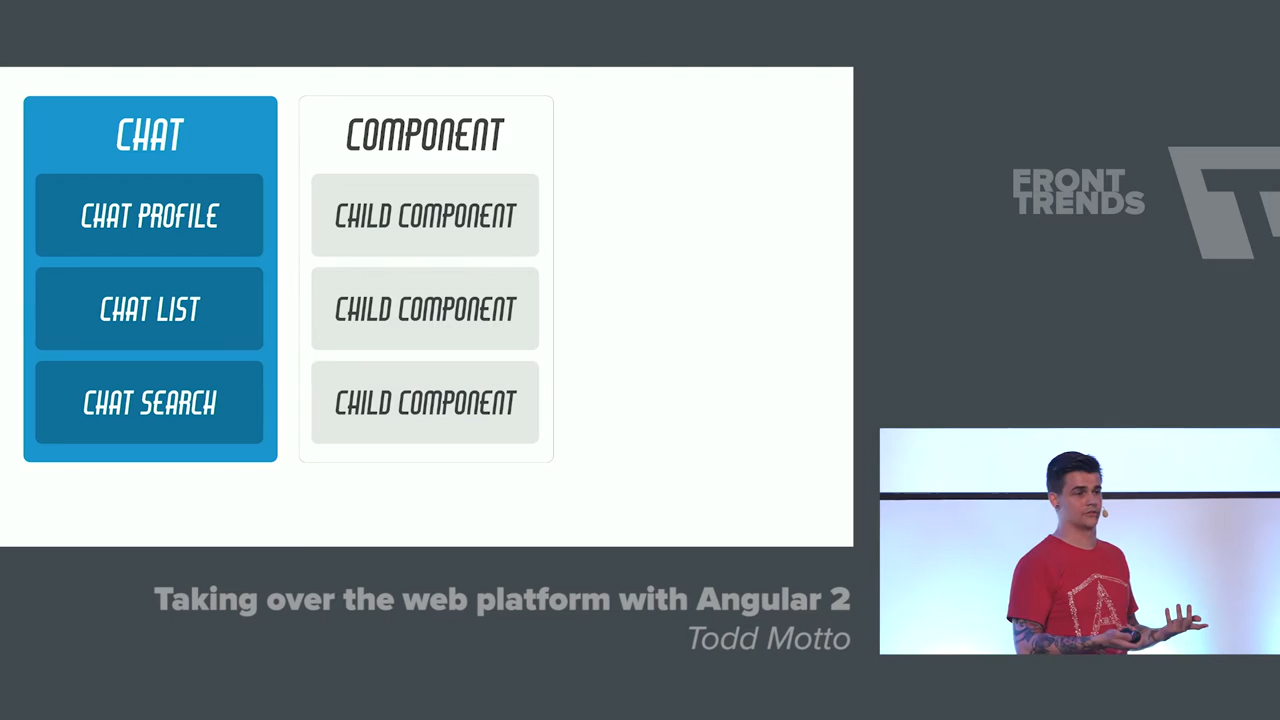 CHAT
CHAT PROFILE
CHAT LIST
CHAT SEARCH
COMPONENT
CHILD COMPONENT
CHILD COMPONENT
CHILD COMPONENT
FRONT
TRENDS
Taking over the web platform with Angular 2
Todd Motto